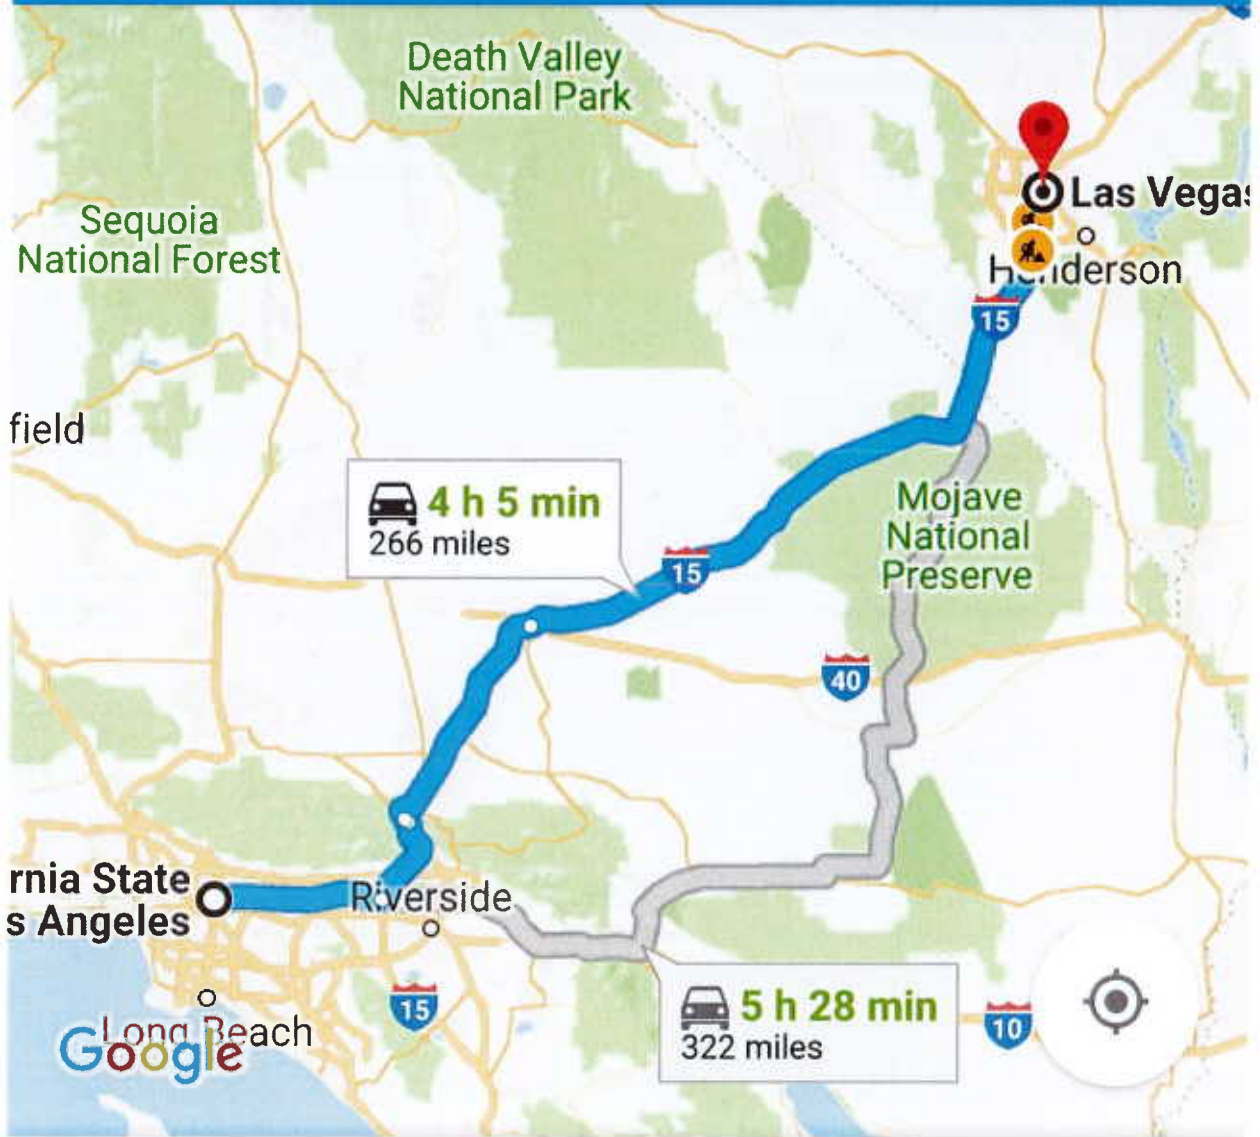 Death Valley
National Park
Las Vegas
Sequoia
National Forest
Henderson
15
field
4 h 5 min
266 miles
Mojave
National
Preserve
15
40
rnia State
s Angeles
Riverside
15
5 h 28 min
322 miles
10
Long Beach
Google